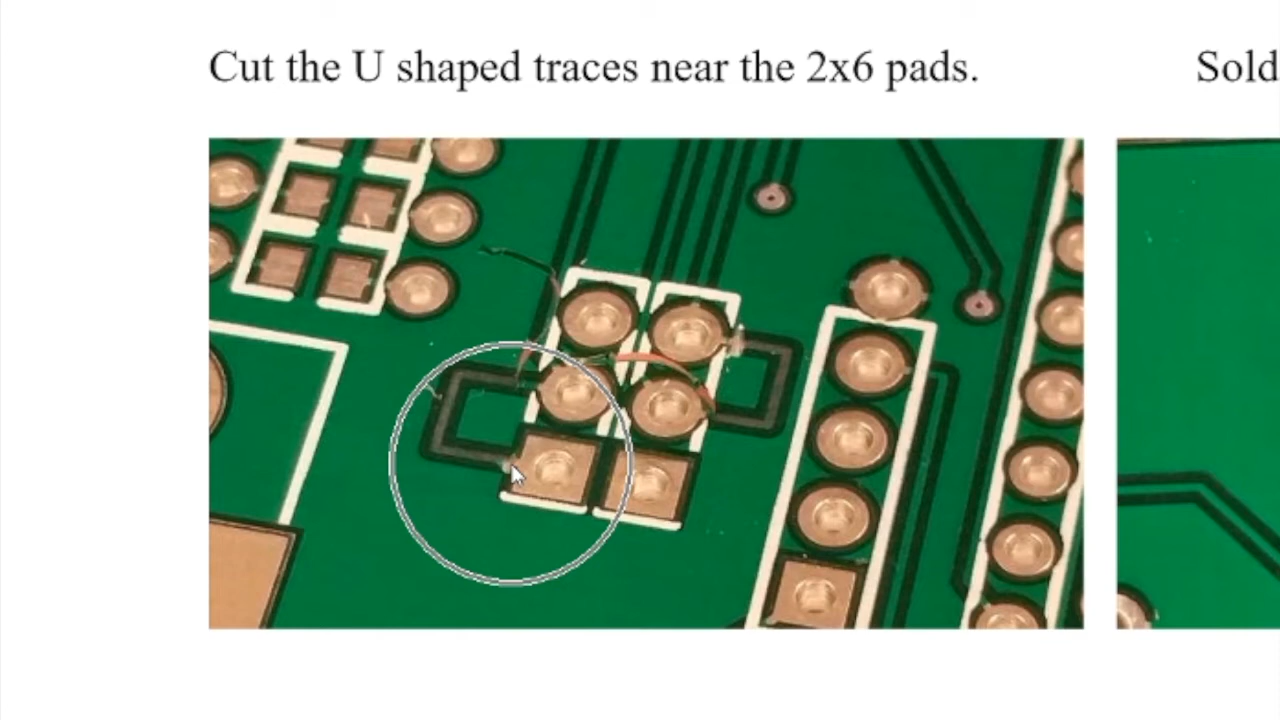 Cut the U shaped traces near the 2x6 pads.
Sold